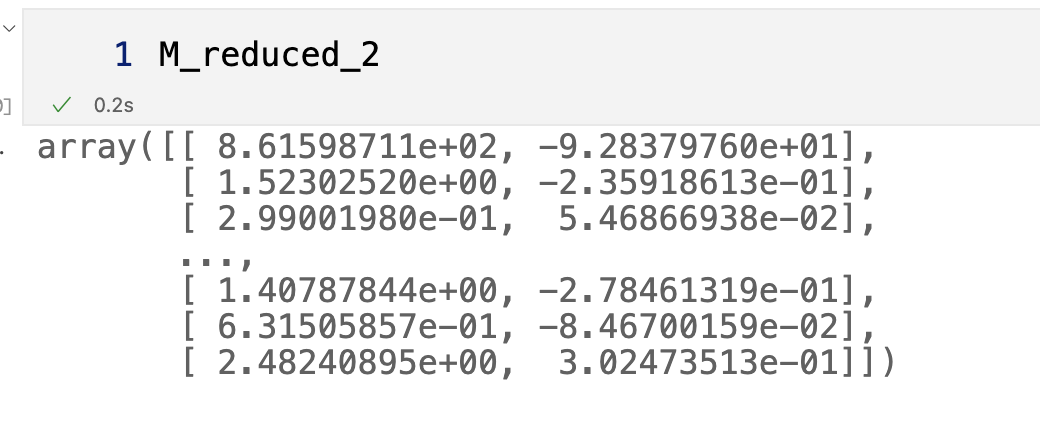 1 M_reduced_2
] ✓ 0.2s
array([[ 8.61598711e+02, -9.28379760e+01],
[ 1.52302520e+00, -2.35918613e-01],
[ 2.99001980e-01, 5.46866938e-02],
...,
[ 1.40787844e+00, -2.78461319e-01],
[ 6.31505857e-01, -8.46700159e-02],
[ 2.48240895e+00, 3.02473513e-01]])